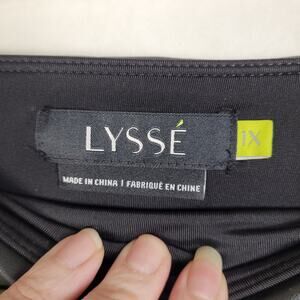 LYSSÉ
1X
MADE IN CHINA | FABRIQUÉ EN CHINE